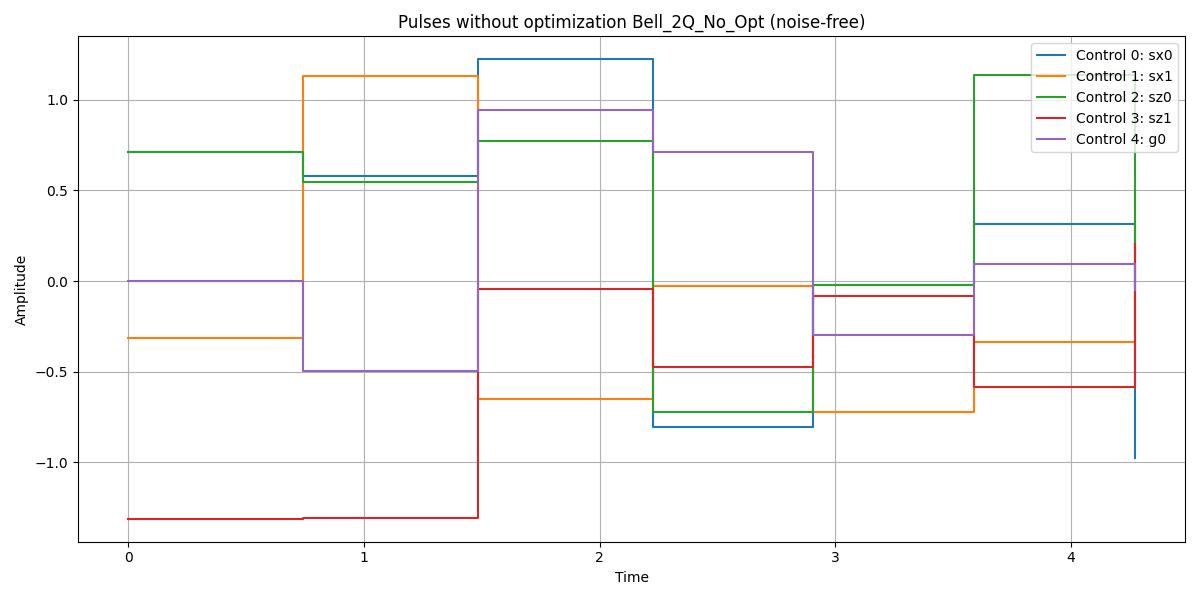 Pulses without optimization Bell_2Q_No_Opt (noise-free)
Control 0: sx0
Control 1: sx1
Control 2: sz0
Control 3: sz1
Control 4: g0
1.0
0.5
0.0
−0.5
−1.0
Amplitude
0 1 2 3 4
Time